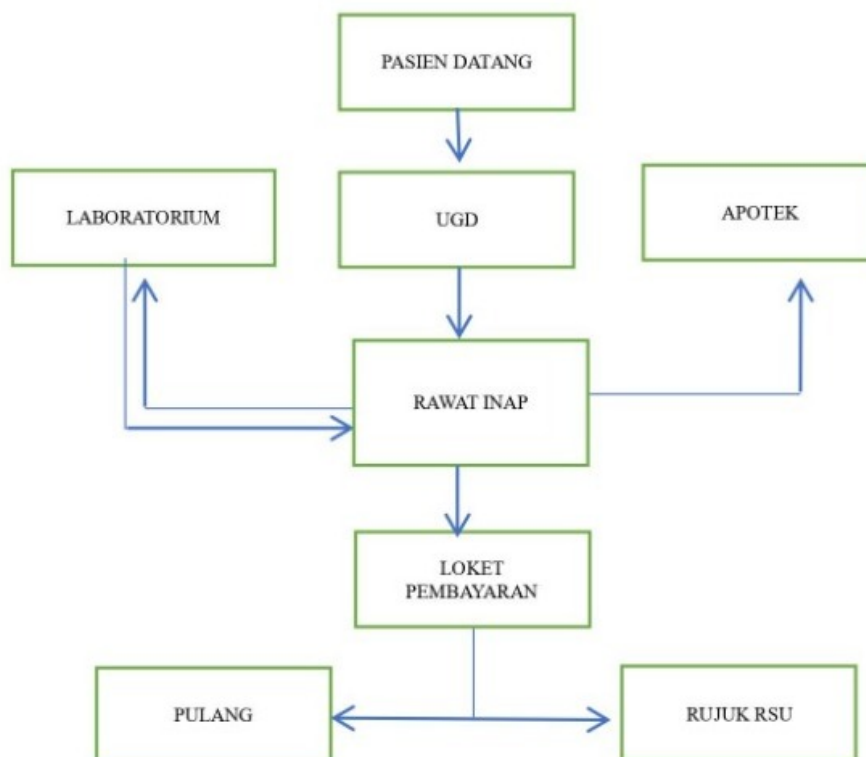 PASIEN DATANG
LABORATORIUM
UGD
APOTEK
RAWAT INAP
LOKET
PEMBAYARAN
PULANG
RUJUK RSU